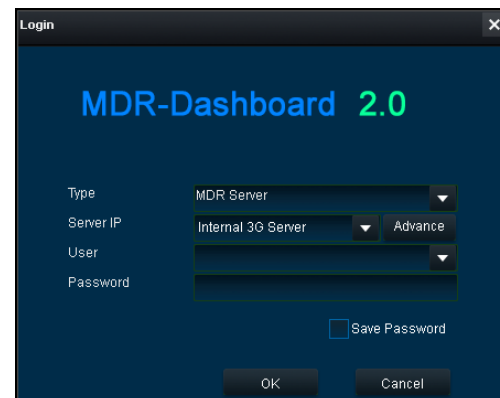 Login
MDR-Dashboard 2.0
Type MDR Server
Server IP Internal 3G Server Advance
User
Password
Save Password
OK Cancel